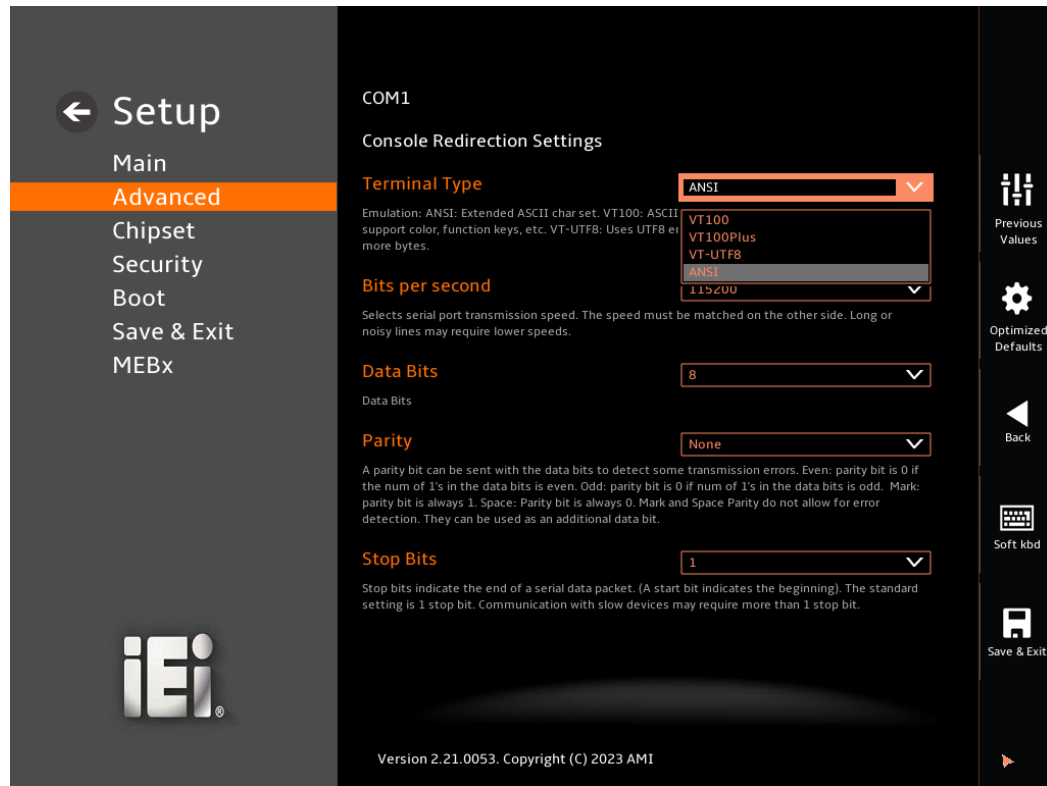 Setup
Main
Advanced
Chipset
Security
Boot
Save & Exit
MEBx
iEi®
COM1
Console Redirection Settings
Terminal Type
ANSI
VT100
VT100Plus
VT-UTF8
ANSI
Emulation: ANSI: Extended ASCII char set. VT100: ASCII
support color, function keys, etc. VT-UTF8: Uses UTF8
more bytes.
Bits per second
115200
Selects serial port transmission speed. The speed must be matched on the other side. Long or
noisy lines may require lower speeds.
Data Bits
8
Data Bits
Parity
None
A parity bit can be sent with the data bits to detect some transmission errors. Even: parity bit is 0 if
the num of 1's in the data bits is even. Odd: parity bit is 0 if num of 1's in the data bits is odd. Mark:
parity bit is always 1. Space: Parity bit is always 0. Mark and Space Parity do not allow for error
detection. They can be used as an additional data bit.
Stop Bits
1
Stop bits indicate the end of a serial data packet. (A start bit indicates the beginning). The standard
setting is 1 stop bit. Communication with slow devices may require more than 1 stop bit.
Version 2.21.0053. Copyright (C) 2023 AMI
Previous
Values
Optimized
Defaults
Back
Soft kbd
Save & Exit